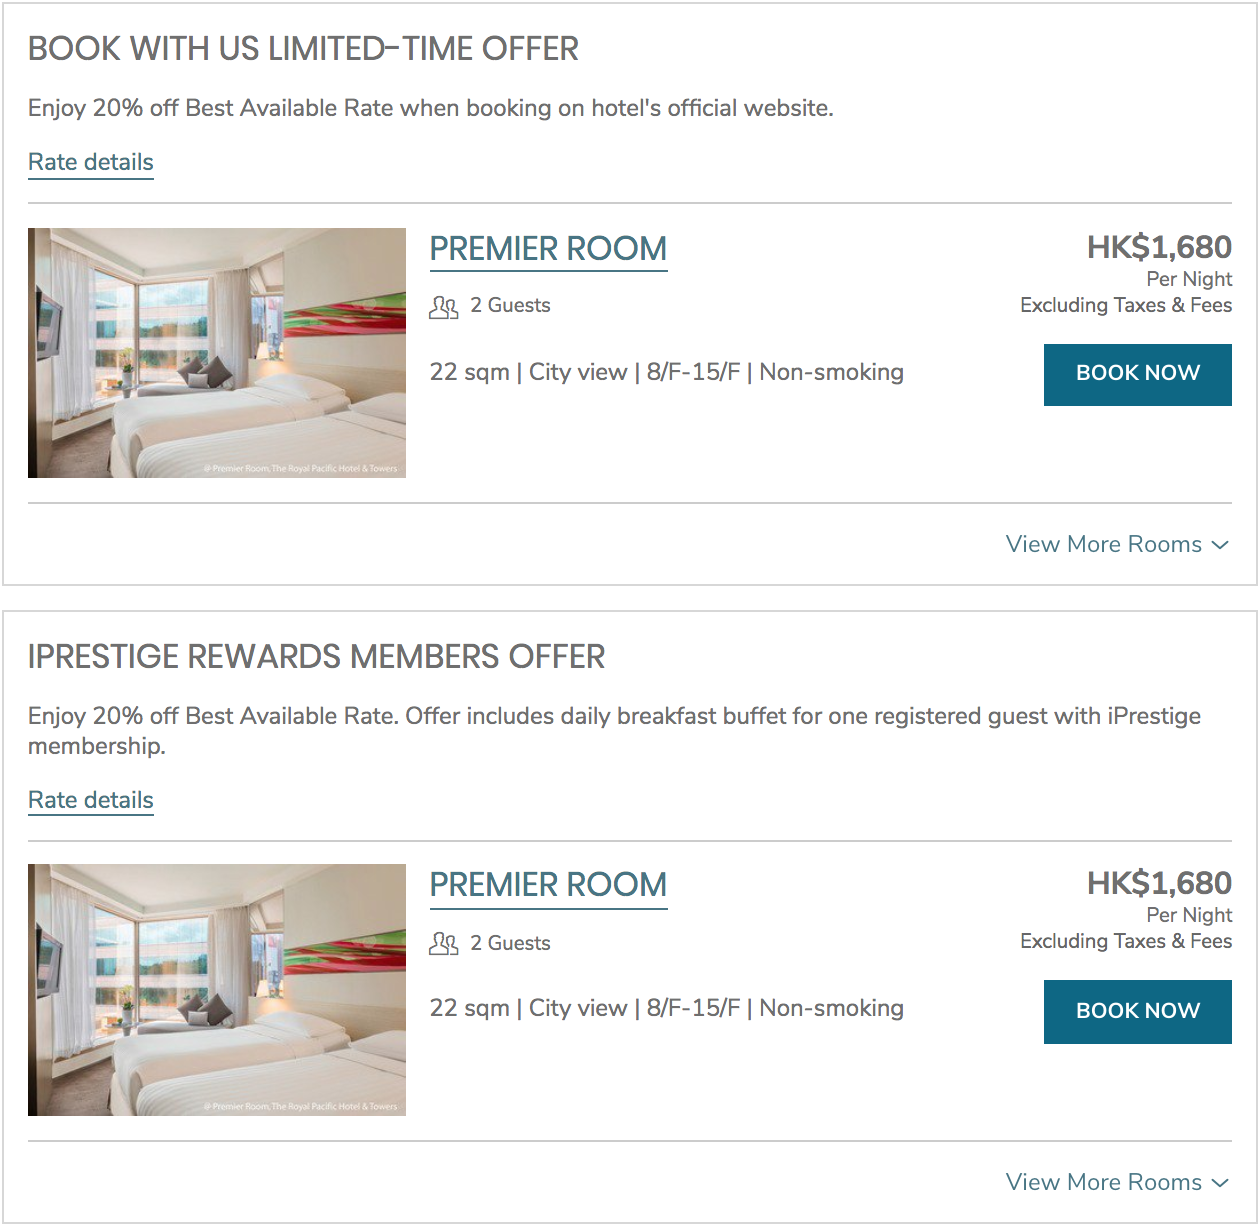 BOOK WITH US LIMITED-TIME OFFER
Enjoy 20% off Best Available Rate when booking on hotel's official website.
Rate details
PREMIER ROOM
2 Guests
22 sqm | City view | 8/F-15/F | Non-smoking
HK$1,680
Per Night
Excluding Taxes & Fees
BOOK NOW
@ Premier Room, The Royal Pacific Hotel & Towers
View More Rooms
IPRESTIGE REWARDS MEMBERS OFFER
Enjoy 20% off Best Available Rate. Offer includes daily breakfast buffet for one registered guest with iPrestige
membership.
Rate details
PREMIER ROOM
2 Guests
22 sqm | City view | 8/F-15/F | Non-smoking
HK$1,680
Per Night
Excluding Taxes & Fees
BOOK NOW
@ Premier Room, The Royal Pacific Hotel & Towers
View More Rooms